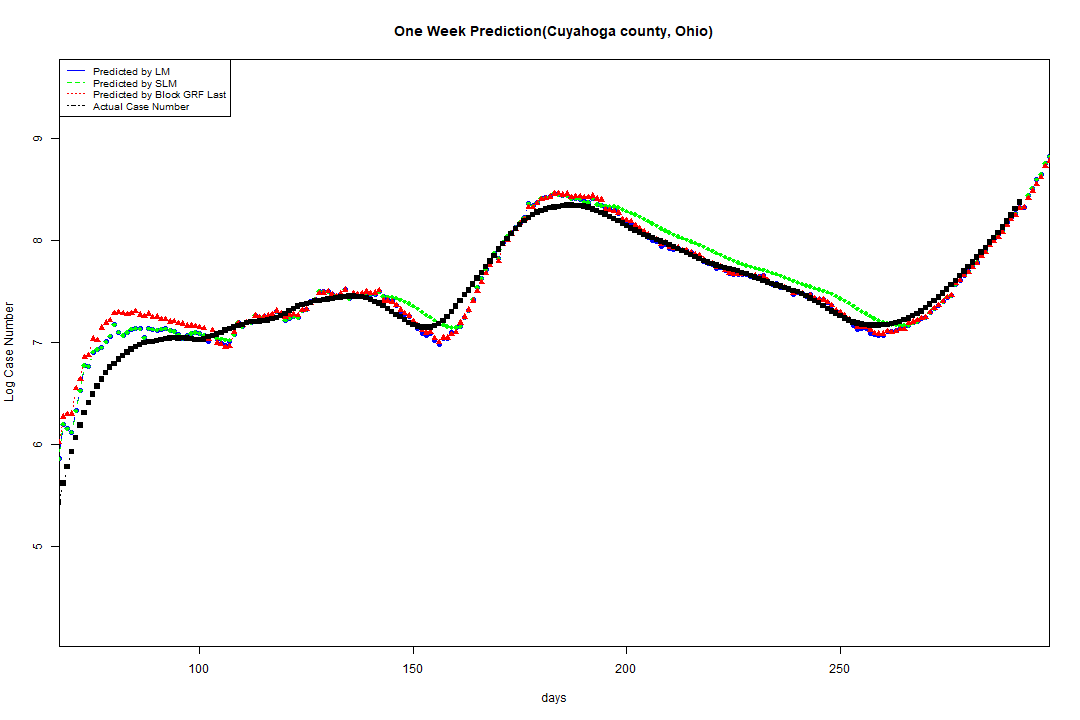 One Week Prediction(Cuyahoga county, Ohio)
Predicted by LM
Predicted by SLM
Predicted by Block GRF Last
Actual Case Number
9
8
7
6
5
Log Case Number
100 150 200 250
days